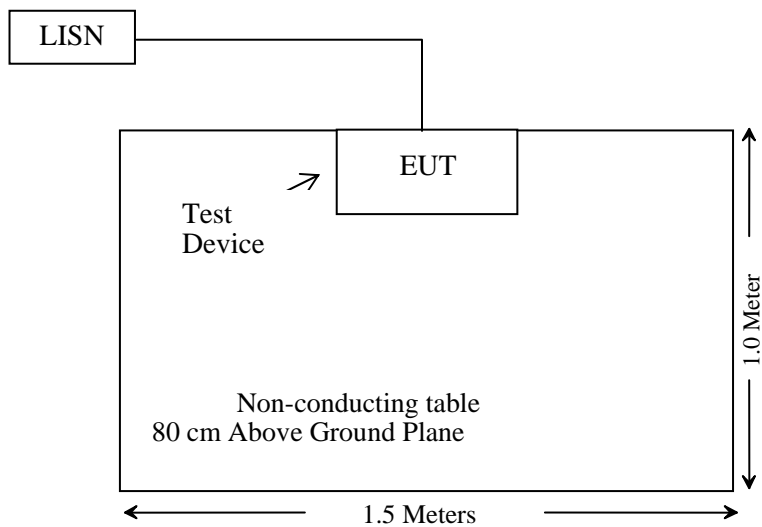 LISN
EUT
Test
Device
1.0 Meter
Non-conducting table
80 cm Above Ground Plane
1.5 Meters